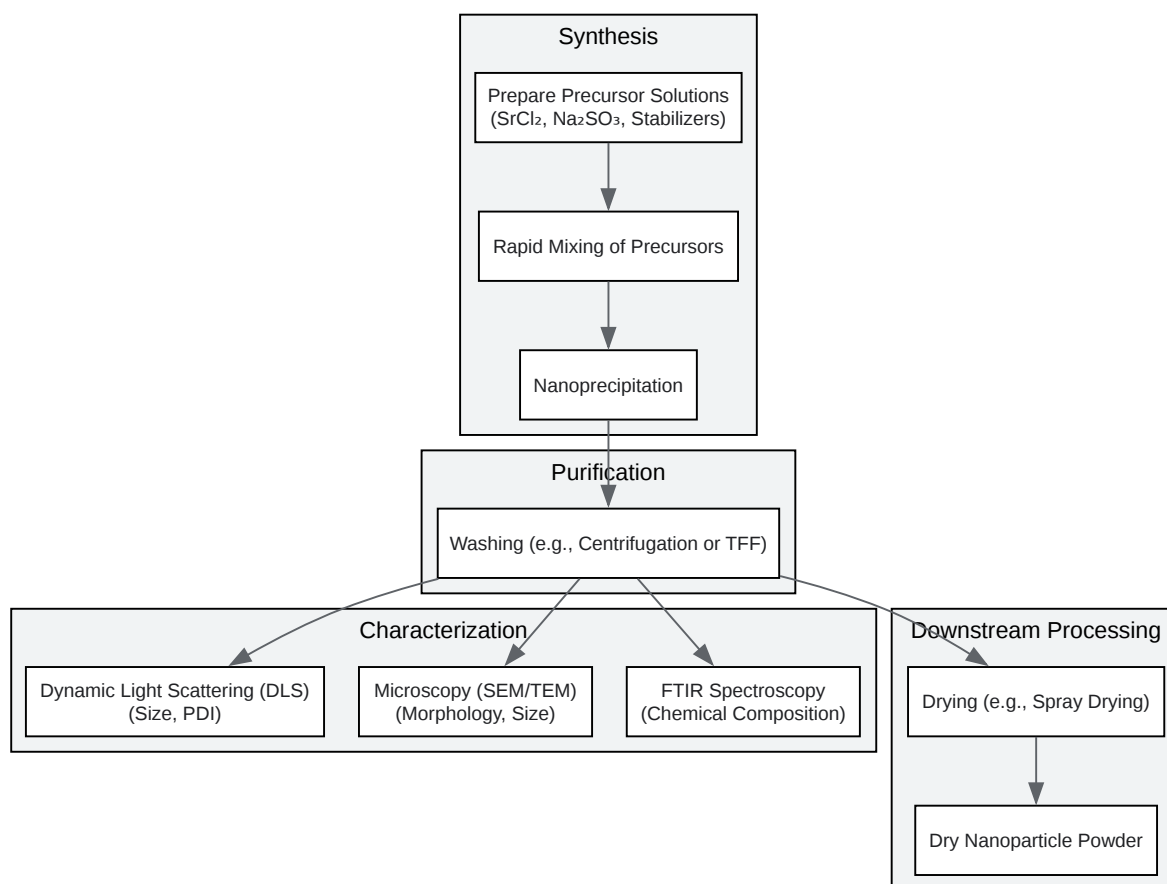 Synthesis
Prepare Precursor Solutions
(SrCl₂, Na₂SO₃, Stabilizers)
Rapid Mixing of Precursors
Nanoprecipitation
Purification
Washing (e.g., Centrifugation or TFF)
Characterization
Dynamic Light Scattering (DLS)
(Size, PDI)
Microscopy (SEM/TEM)
(Morphology, Size)
FTIR Spectroscopy
(Chemical Composition)
Downstream Processing
Drying (e.g., Spray Drying)
Dry Nanoparticle Powder